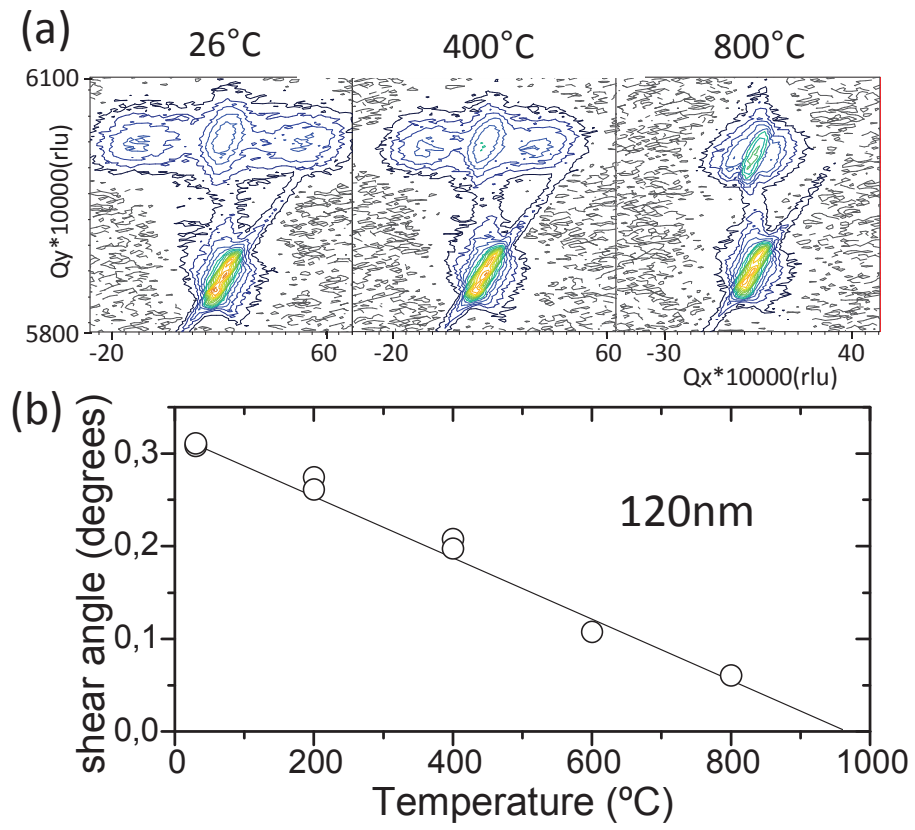 (a)
26°C 400°C 800°C
6100
Qy*10000(rlu)
5800
-20 60 -20 60 -30 40
Qx*10000(rlu)
(b)
shear angle (degrees)
0,3
0,2
0,1
0,0
120nm
0 200 400 600 800 1000
Temperature (ºC)